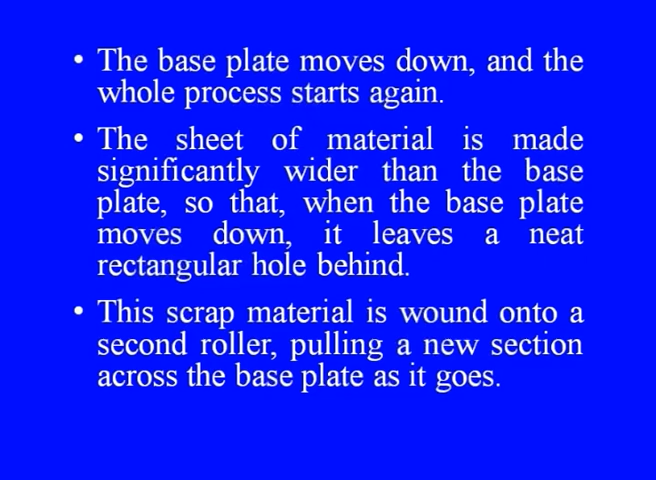 • The base plate moves down, and the
whole process starts again.
• The sheet of material is made
significantly wider than the base
plate, so that, when the base plate
moves down, it leaves a neat
rectangular hole behind.
• This scrap material is wound onto a
second roller, pulling a new section
across the base plate as it goes.